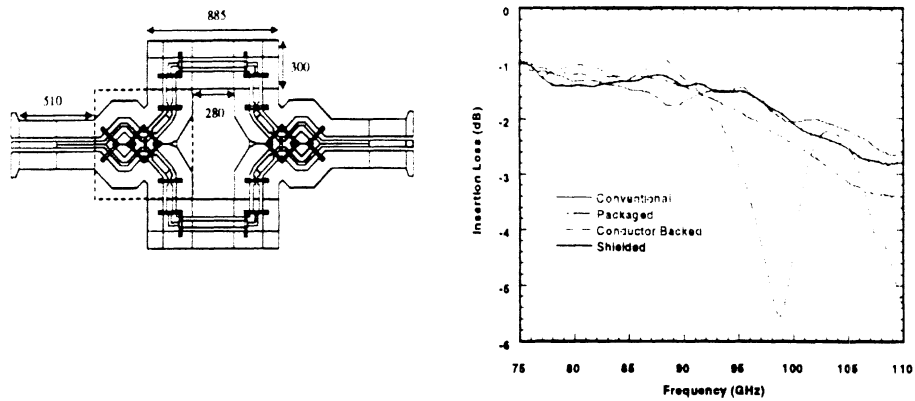 885
300
510
280
Insertion Loss (dB)
0
-1
-2
-3
-4
-5
-6
Conventional
Packaged
Conductor Backed
Shielded
75 80 85 90 95 100 105 110
Frequency (GHz)